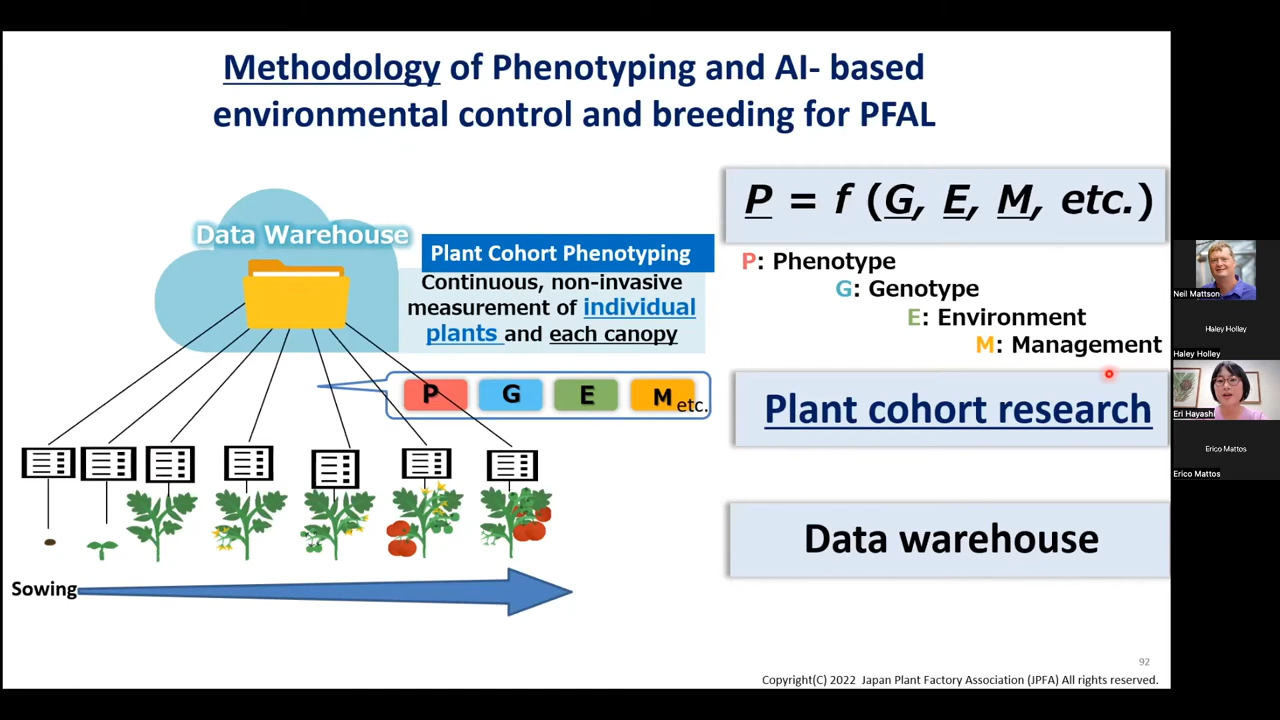 Methodology of Phenotyping and AI- based
environmental control and breeding for PFAL
Data Warehouse
Plant Cohort Phenotyping
Continuous, non-invasive
measurement of individual
plants and each canopy
P G E M etc.
Sowing
P = f (G, E, M, etc.)
P: Phenotype
G: Genotype
E: Environment
M: Management
Plant cohort research
Data warehouse
92
Copyright(C) 2022 Japan Plant Factory Association (JPFA) All rights reserved.
Neil Mattson
Haley Holley
Haley Holley
Eri Hayashi
Erico Mattos
Erico Mattos